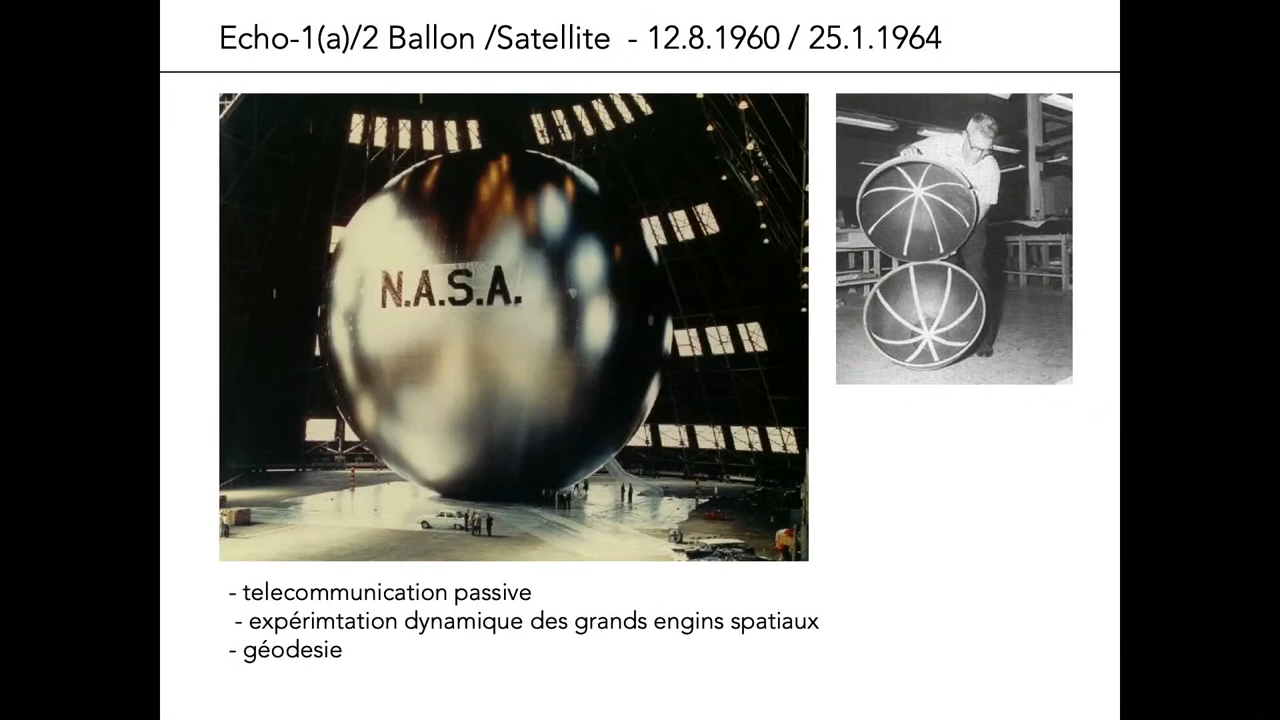 Echo-1(a)/2 Ballon /Satellite - 12.8.1960 / 25.1.1964
N.A.S.A.
- telecommunication passive
- expérimtation dynamique des grands engins spatiaux
- géodesie